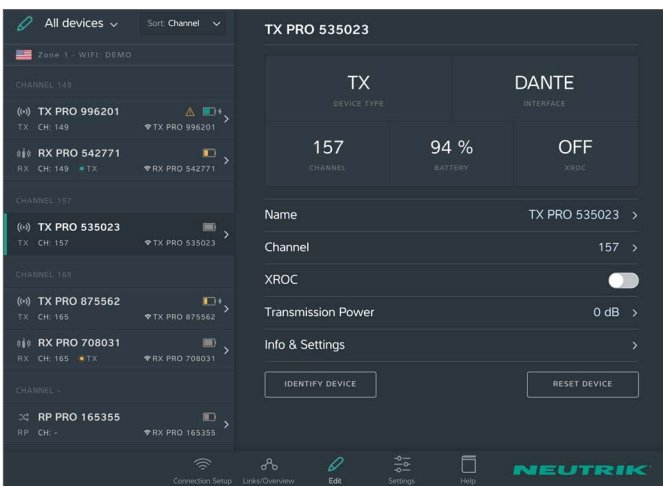 All devices
Sort: Channel
Zone 1 - WIFI: DEMO
CHANNEL 149
TX PRO 996201
TX CH: 149 TX PRO 996201
RX PRO 542771
RX CH: 149 TX RX PRO 542771
CHANNEL 157
TX PRO 535023
TX CH: 157 TX PRO 535023
CHANNEL 165
TX PRO 875562
TX CH: 165 TX PRO 875562
RX PRO 708031
RX CH: 165 TX RX PRO 708031
CHANNEL -
RP PRO 165355
RP CH: - RX PRO 165355
TX PRO 535023
TX
DEVICE TYPE
DANTE
INTERFACE
157
CHANNEL
94 %
BATTERY
OFF
XROC
Name TX PRO 535023
Channel 157
XROC
Transmission Power 0 dB
Info & Settings
IDENTIFY DEVICE
RESET DEVICE
Connection Setup
Links/Overview
Edit
Settings
Help
NEUTRIK